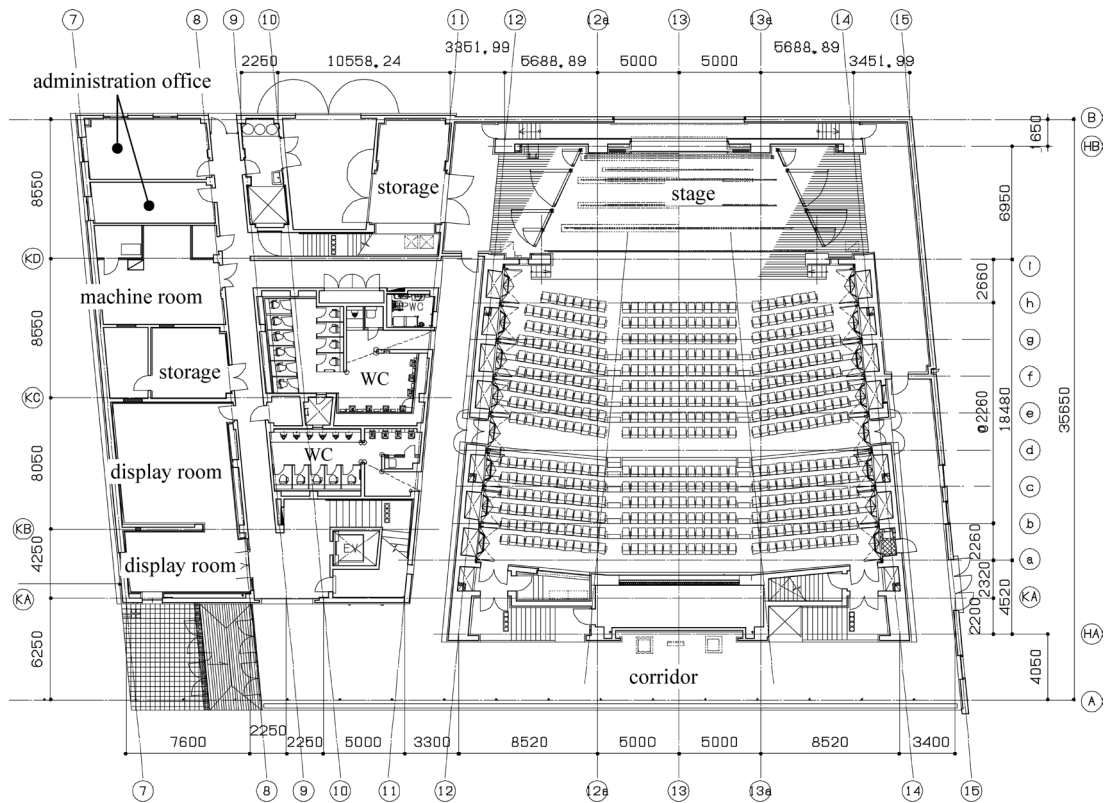 7 8 9 10 11 12 12a 13 13a 14 15
3351,99 5688,89
2250 10558,24 5688,89 5000 5000 3451,99
administration office
B
1650
HB
8550
storage
stage
6950
KD
1
2660
machine room
PWC
h
g
8550
storage
WC
f
KC
e
2260
18480
35650
d
WC
display room
8050
c
KB
b
EV
2260
4250
display room
a
2320
4520
KA
KA
2200
HA
6250
corridor
4050
A
2250
7600 2250 5000 3300 8520 5000 5000 8520 3400
7 8 9 10 11 12 12a 13 13a 14 15